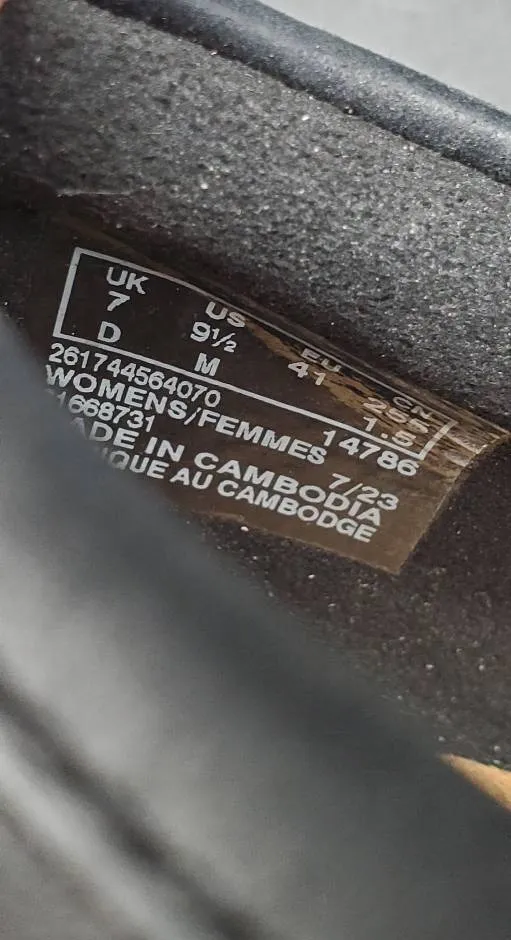 UK US EU CN
7 9½ 41 255
D M 1.5
261744564070
WOMENS/FEMMES 14786
1668731 7/23
MADE IN CAMBODIA
AU CAMBODGE